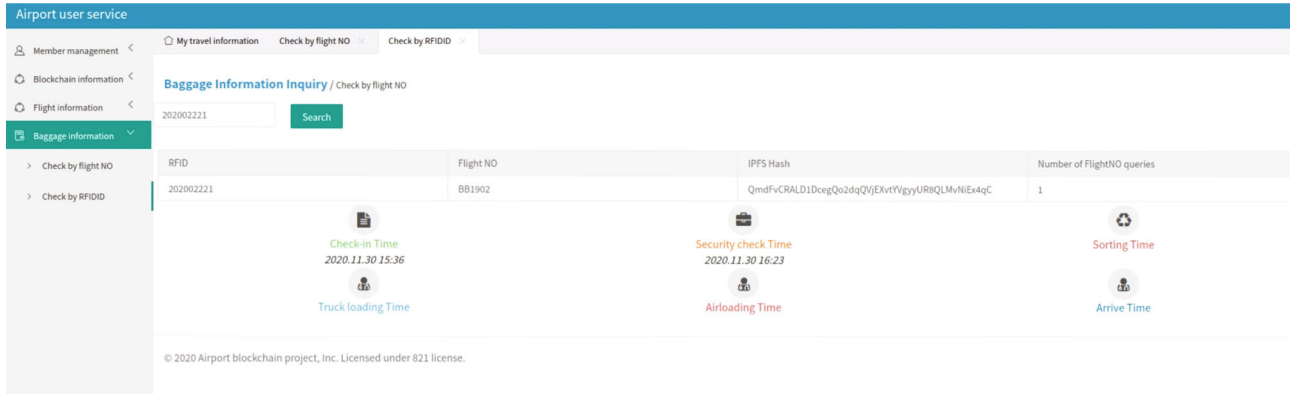 Airport user service
Member management
Blockchain information
Flight information
Baggage information
Check by flight NO
Check by RFIDID
My travel information Check by flight NO Check by RFIDID
Baggage Information Inquiry / Check by flight NO
202002221 Search
RFID Flight NO IPFS Hash Number of FlightNO queries
202002221 BB1902 QmdFvCRALD1DcegQo2dqQVjEXvtYVgyyUR8QLMvNiEx4qC 1
Check-in Time Security check Time Sorting Time
2020.11.30 15:36 2020.11.30 16:23
Truck loading Time Airloading Time Arrive Time
© 2020 Airport blockchain project, Inc. Licensed under 821 license.